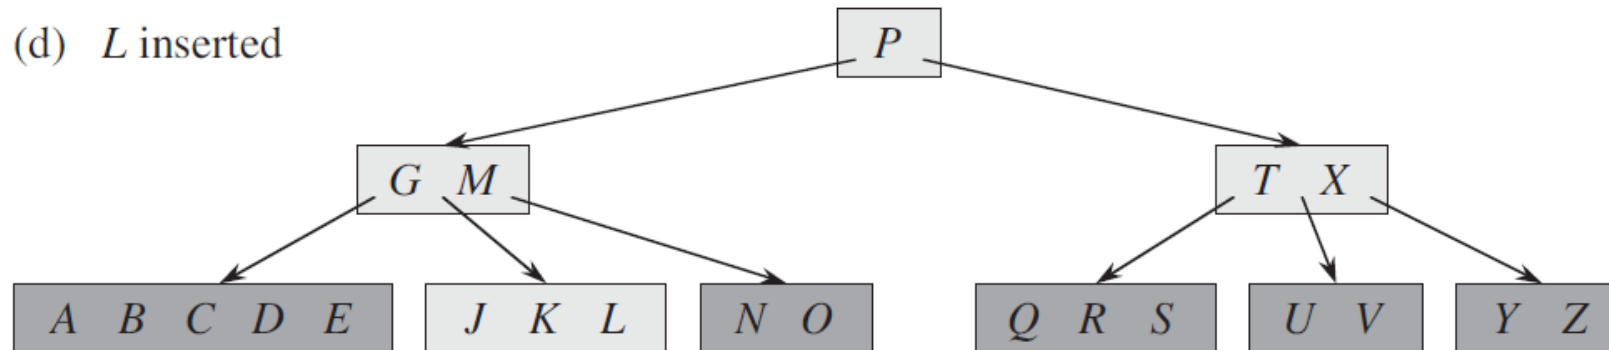 (d) L inserted
P
G M
T X
A B C D E
J K L
N O
Q R S
U V
Y Z